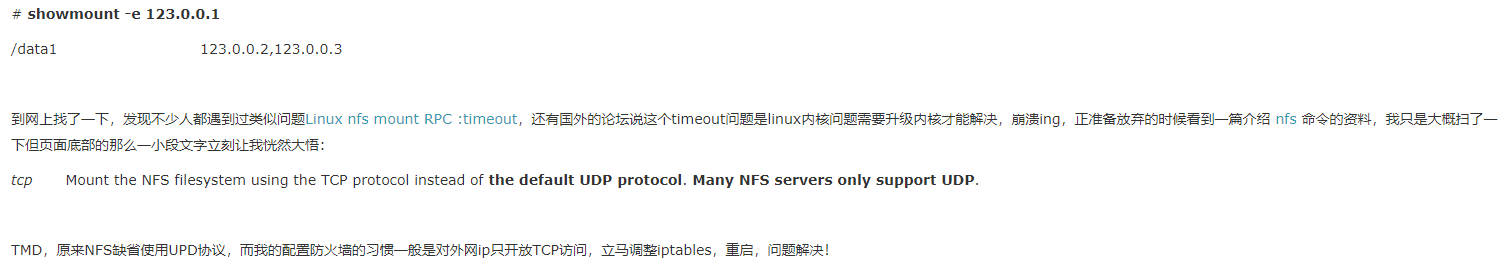 # showmount -e 123.0.0.1
/data1 123.0.0.2,123.0.0.3
到网上找了一下，发现不少人都遇到过类似问题Linux nfs mount RPC :timeout，还有国外的论坛说这个timeout问题是linux内核问题需要升级内核才能解决，崩溃ing，正准备放弃的时候看到一篇介绍 nfs 命令的资料，我只是大概扫了一
下但页面底部的那么一小段文字立刻让我恍然大悟：
tcp Mount the NFS filesystem using the TCP protocol instead of the default UDP protocol. Many NFS servers only support UDP.
TMD，原来NFS缺省使用UPD协议，而我的配置防火墙的习惯一般是对外网ip只开放TCP访问，立马调整iptables，重启，问题解决！